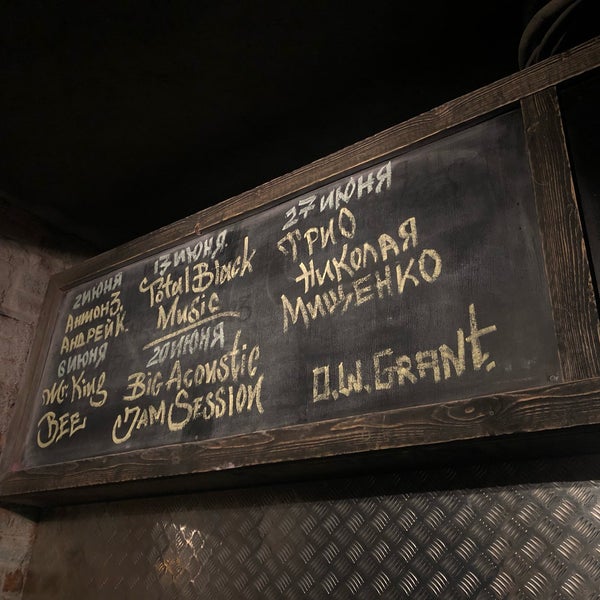 2 ИЮНЯ
Антон З.
АНДРЕЙ К.
6 ИЮНЯ
Mr. King
BEE
17 ИЮНЯ
Total Black
Music
20 ИЮНЯ
Big Acoustic
Jam Session
27 ИЮНЯ
ТРИО
НИКОЛАЯ
МИЩЕНКО
D.W. GRANT.